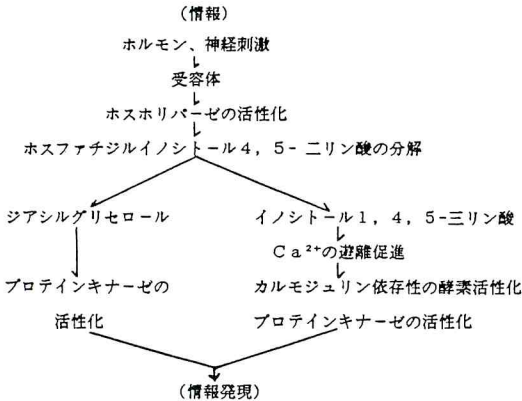 (情報)
ホルモン、神経刺激
受容体
ホスホリパーゼの活性化
ホスファチジルイノシトール4,5-二リン酸の分解
ジアシルグリセロール
イノシトール1,4,5-三リン酸
Ca²⁺の遊離促進
プロテインキナーゼの
カルモジュリン依存性の酵素活性化
活性化
プロテインキナーゼの活性化
(情報発現)